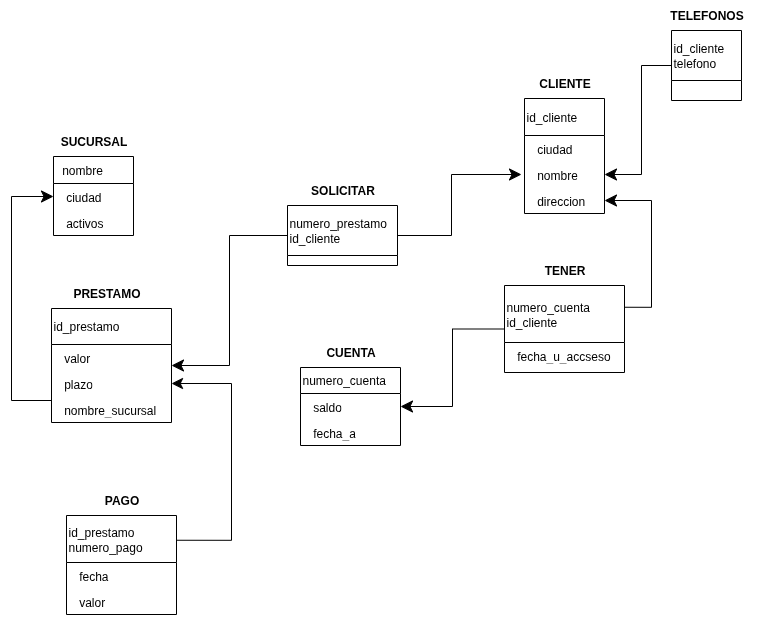 TELEFONOS
id_cliente
telefono
CLIENTE
id_cliente
ciudad
nombre
direccion
SUCURSAL
nombre
ciudad
activos
SOLICITAR
numero_prestamo
id_cliente
TENER
numero_cuenta
id_cliente
fecha_u_accseso
PRESTAMO
id_prestamo
valor
plazo
nombre_sucursal
CUENTA
numero_cuenta
saldo
fecha_a
PAGO
id_prestamo
numero_pago
fecha
valor